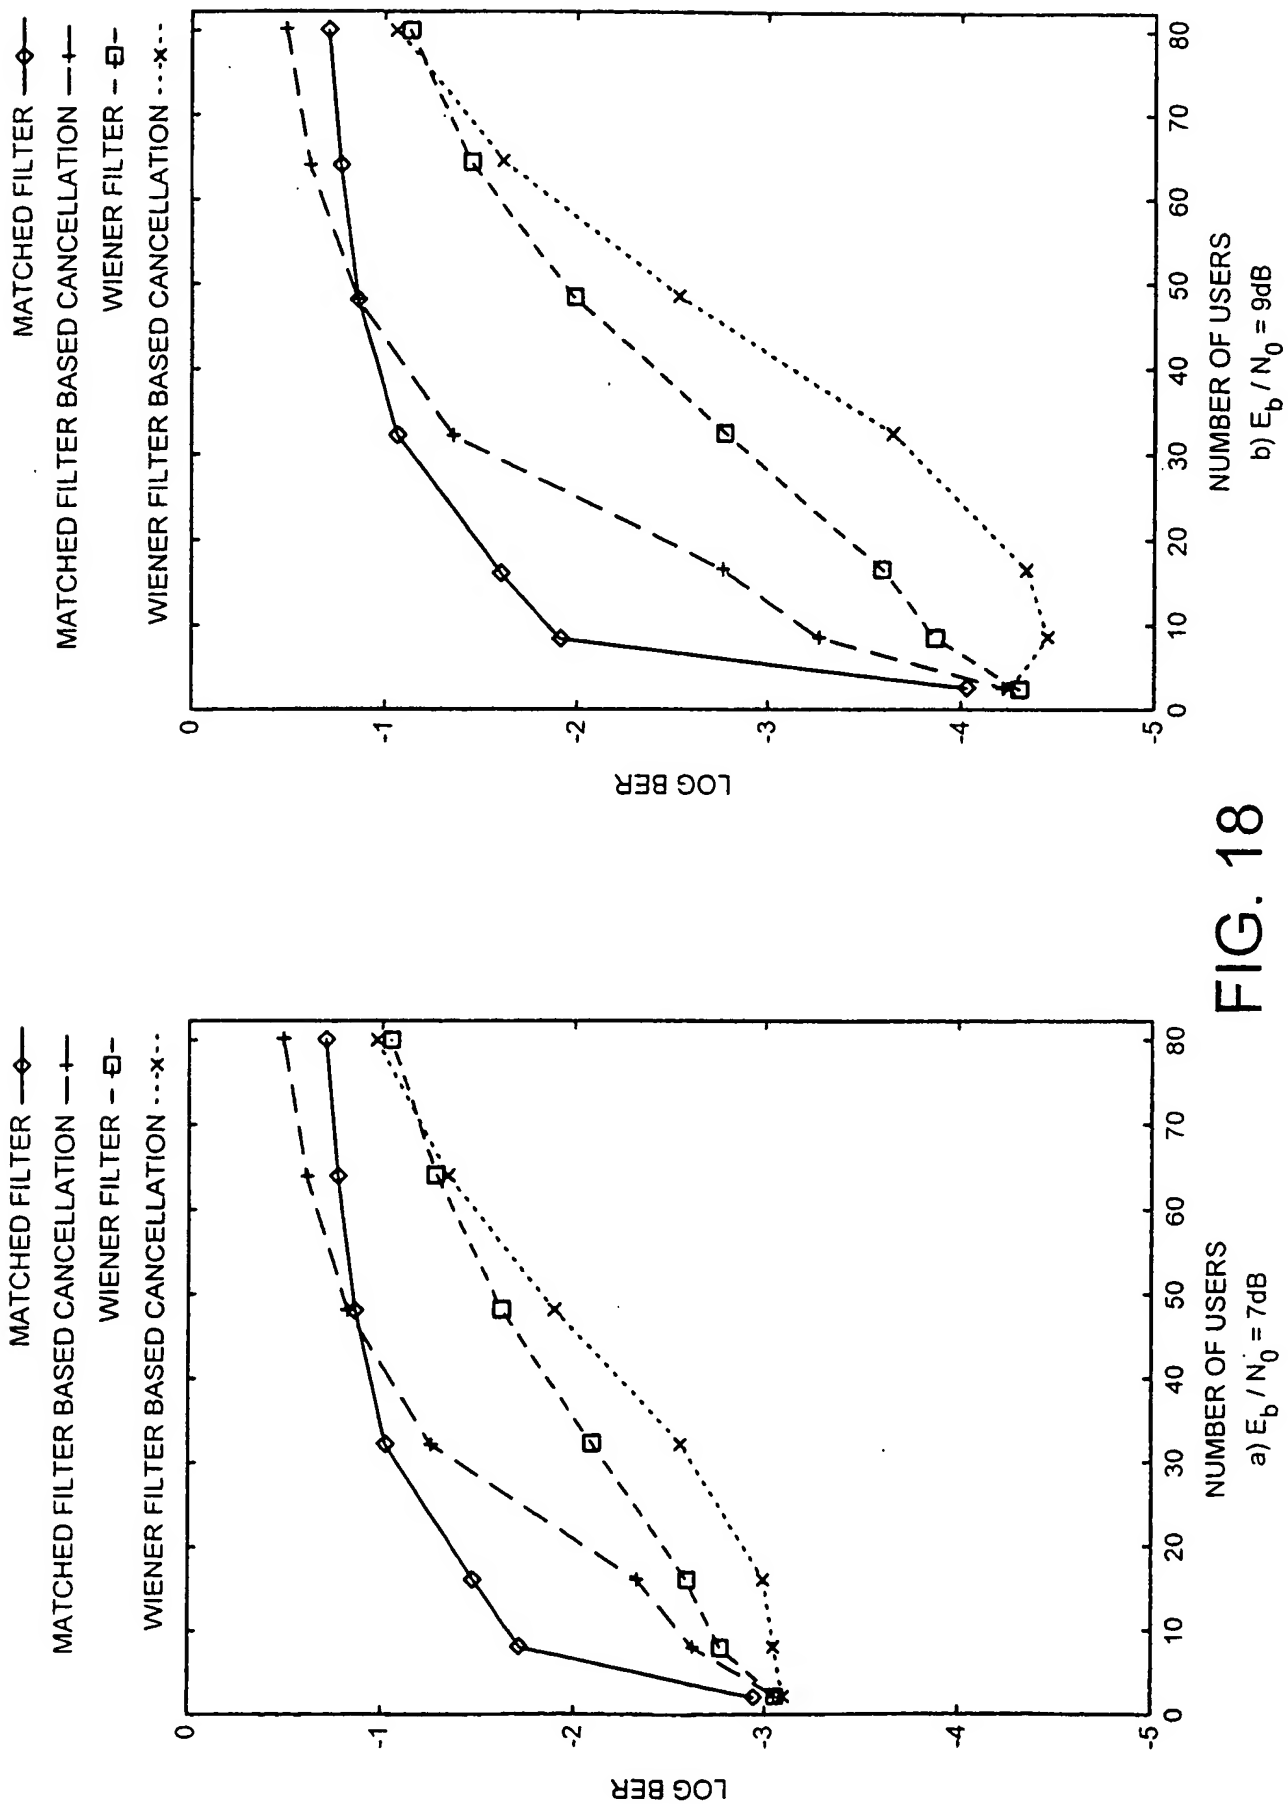 MATCHED FILTER
MATCHED FILTER BASED CANCELLATION
WIENER FILTER
WIENER FILTER BASED CANCELLATION
0
-1
-2
-3
-4
-5
LOG BER
0 10 20 30 40 50 60 70 80
NUMBER OF USERS
a) E_b / N_0 = 7dB
MATCHED FILTER
MATCHED FILTER BASED CANCELLATION
WIENER FILTER
WIENER FILTER BASED CANCELLATION
0
-1
-2
-3
-4
-5
LOG BER
0 10 20 30 40 50 60 70 80
NUMBER OF USERS
b) E_b / N_0 = 9dB
FIG. 18